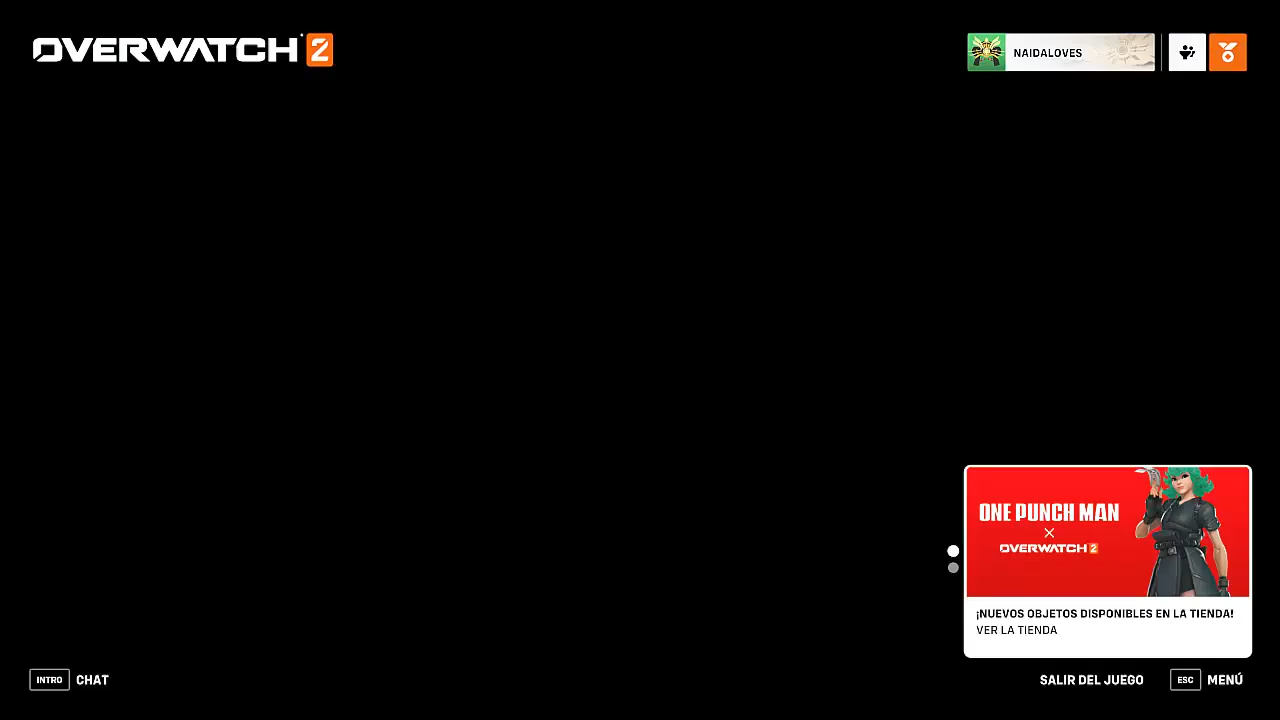 OVERWATCH 2
NAIDALOVES
ONE PUNCH MAN
X
OVERWATCH 2
¡NUEVOS OBJETOS DISPONIBLES EN LA TIENDA!
VER LA TIENDA
INTRO CHAT
SALIR DEL JUEGO ESC MENÚ